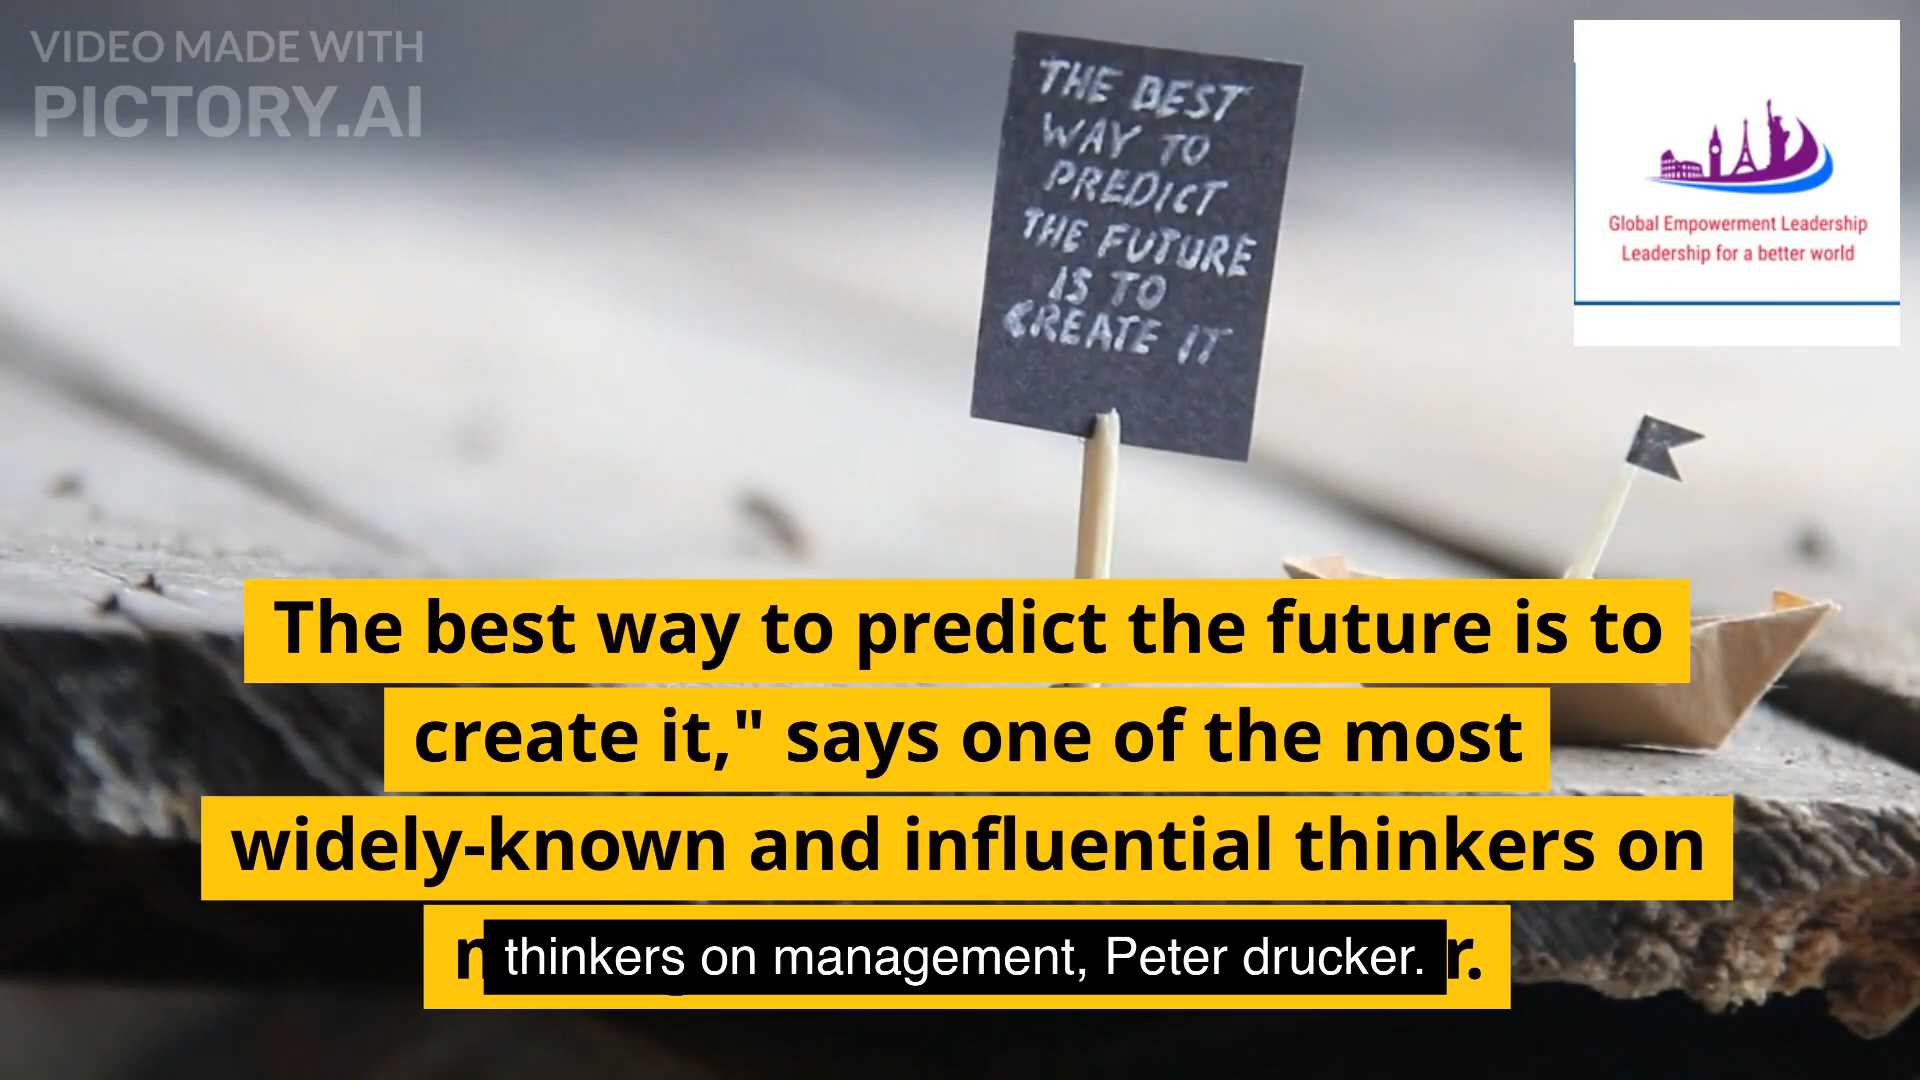 VIDEO MADE WITH
PICTORY.AI
THE BEST
WAY TO
PREDICT
THE FUTURE
IS TO
CREATE IT
Global Empowerment Leadership
Leadership for a better world
The best way to predict the future is to
create it," says one of the most
widely-known and influential thinkers on
thinkers on management, Peter drucker.